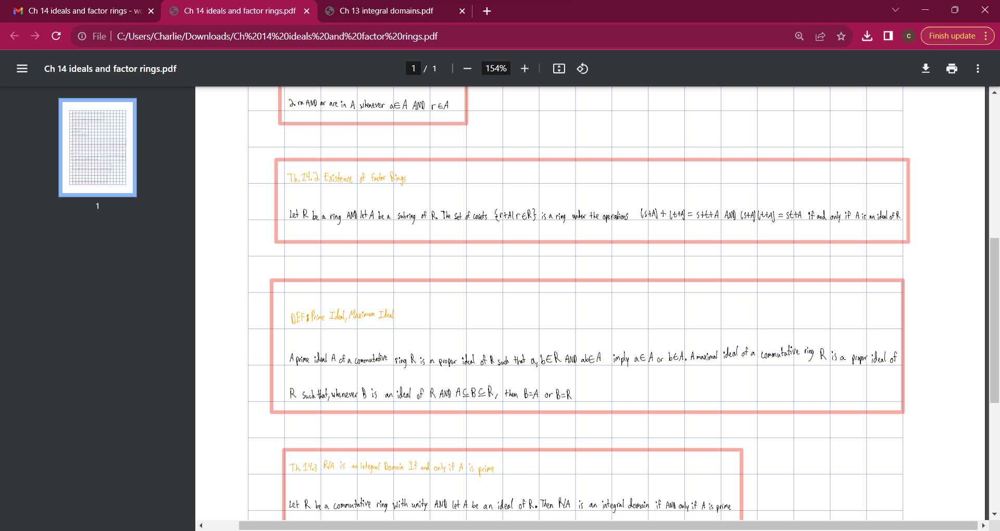 Ch 14 ideals and factor rings - wo
Ch 14 ideals and factor rings.pdf
Ch 13 integral domains.pdf
File
C:/Users/Charlie/Downloads/Ch%2014%20ideals%20and%20factor%20rings.pdf
C
Finish update
Ch 14 ideals and factor rings.pdf
1 / 1
154%
1
2. ra AND ar are in A whenever a∈A AND r∈A
Th.14.2 Existence of Factor Rings
Let R be a ring AND let A be a subring of R. The set of cosets {r+A|r∈R} is a ring under the operations (s+A) + (t+A) = s+t+A AND (s+A)(t+A) = st+A if and only if A is an ideal of R
DEF: Prime Ideal, Maximum Ideal
A prime ideal A of a commutative ring R is a proper ideal of R such that a, b∈R AND ab∈A imply a∈A or b∈A. A maximal ideal of a commutative ring R is a proper ideal of
R such that, whenever B is an ideal of R AND A⊆B⊆R, then B=A or B=R
Th.14.3 R/A is an integral Domain If and only if A is prime
Let R be a commutative ring with unity AND let A be an ideal of R. Then R/A is an integral domain if AND only if A is prime